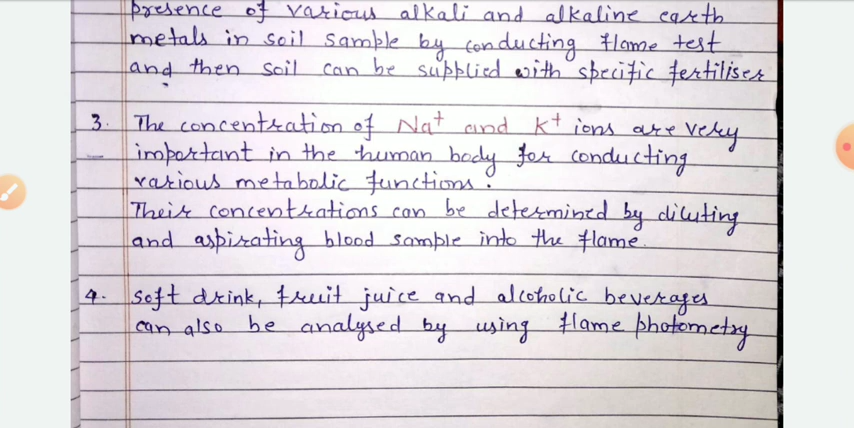 presence of various alkali and alkaline earth
metals in soil sample by conducting flame test
and then soil can be supplied with specific fertiliser
3. The concentration of Na+ and K+ ions are very
important in the human body for conducting
various metabolic functions.
Their concentrations can be determined by diluting
and aspirating blood sample into the flame.
4. Soft drink, fruit juice and alcoholic beverages
can also be analysed by using flame photometry